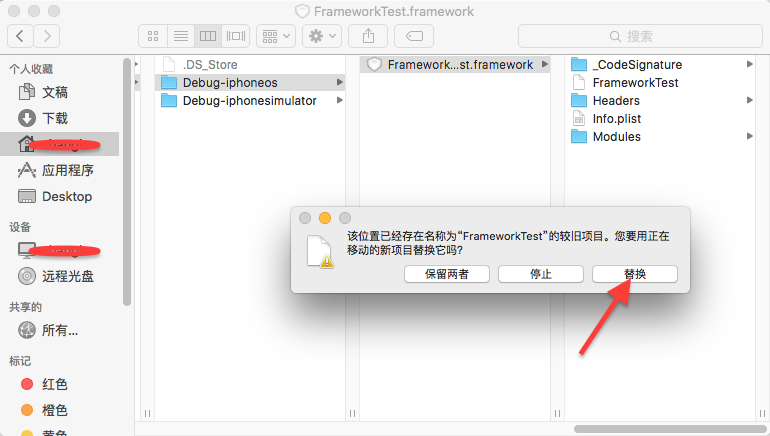 FrameworkTest.framework
搜索
个人收藏
文稿
下载
应用程序
Desktop
设备
远程光盘
共享的
所有...
标记
红色
橙色
黄色
.DS_Store
Debug-iphoneos
Debug-iphonesimulator
Framework...st.framework
_CodeSignature
FrameworkTest
Headers
Info.plist
Modules
该位置已经存在名称为“FrameworkTest”的较旧项目。您要用正在
移动的新项目替换它吗?
保留两者
停止
替换